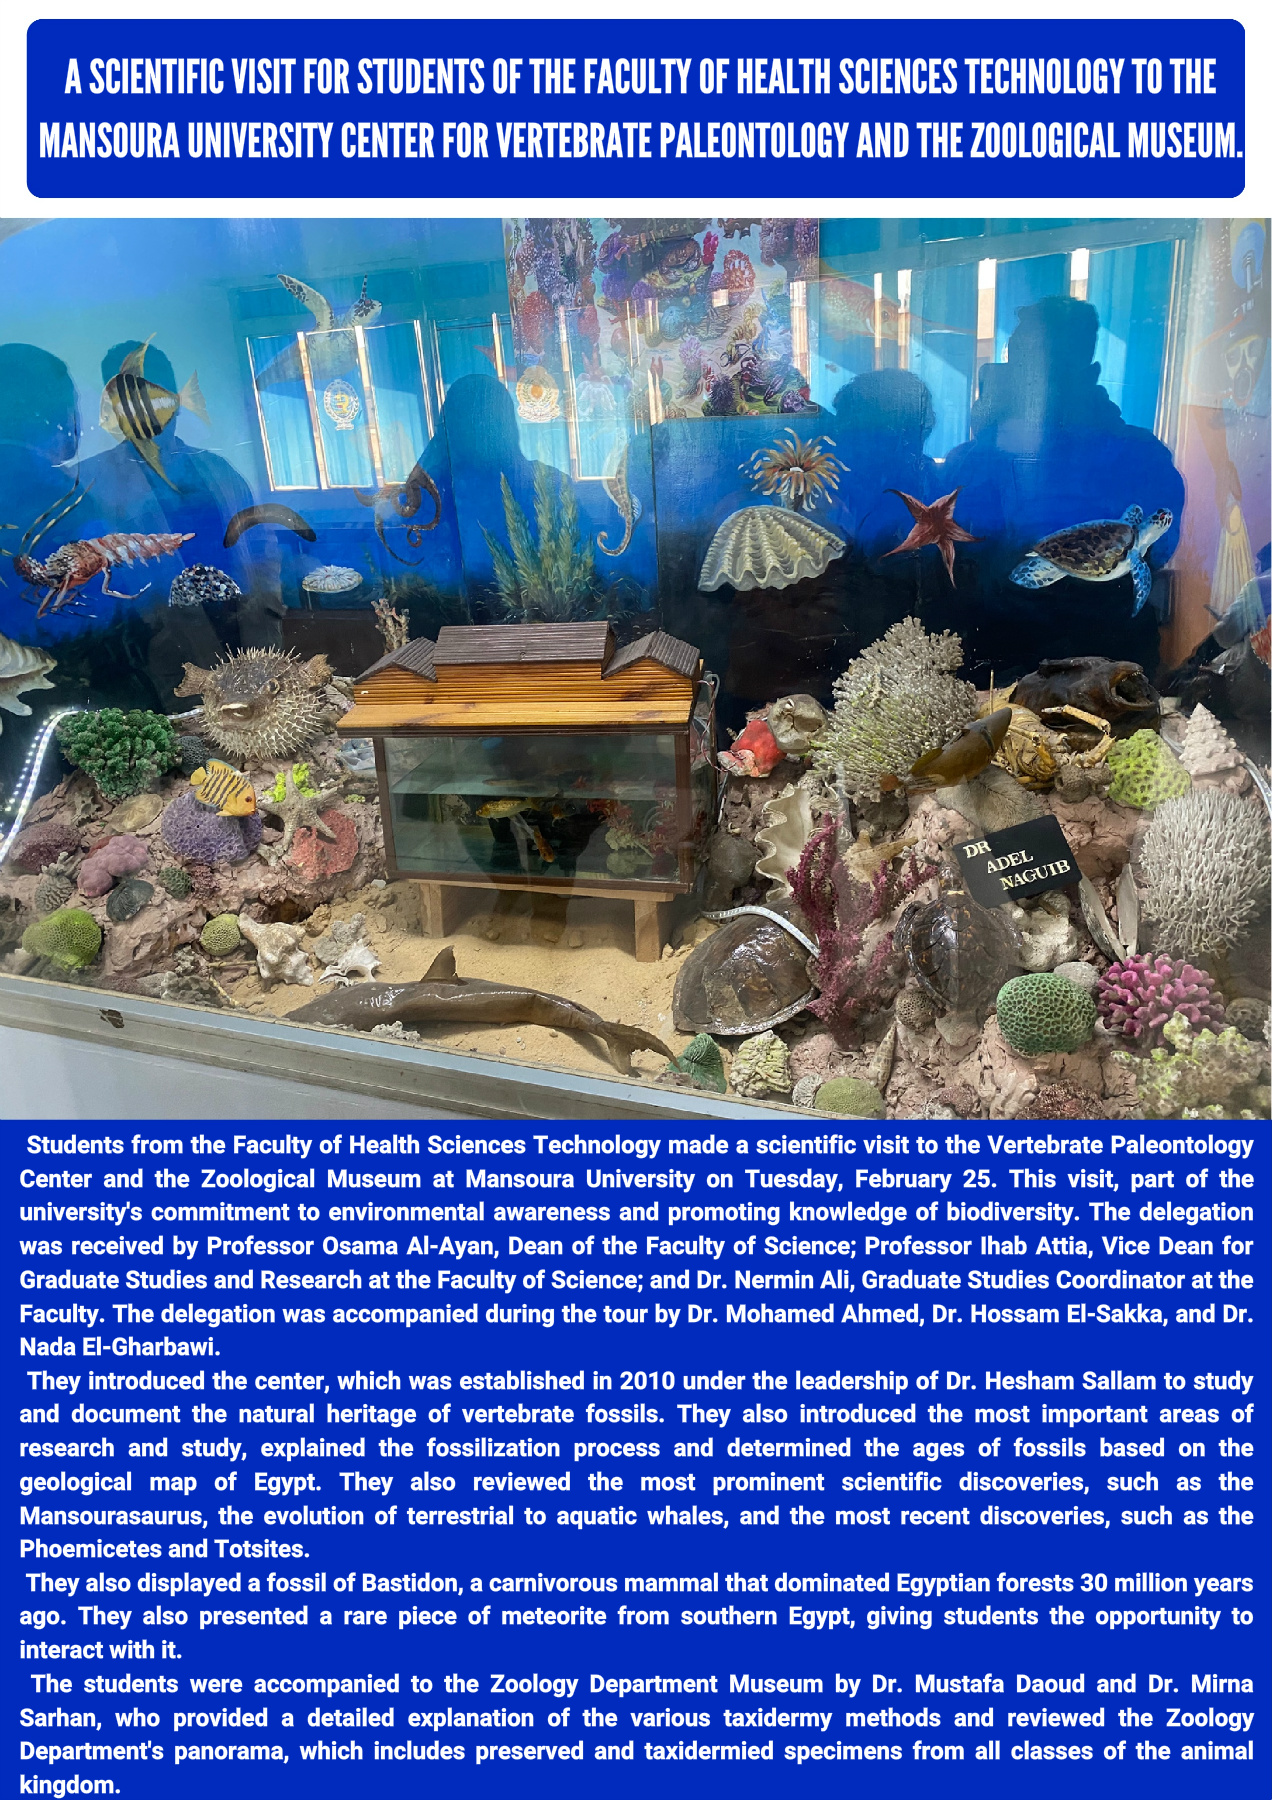 A SCIENTIFIC VISIT FOR STUDENTS OF THE FACULTY OF HEALTH SCIENCES TECHNOLOGY TO THE
MANSOURA UNIVERSITY CENTER FOR VERTEBRATE PALEONTOLOGY AND THE ZOOLOGICAL MUSEUM.
DR
ADEL
NAGUIB
Students from the Faculty of Health Sciences Technology made a scientific visit to the Vertebrate Paleontology
Center and the Zoological Museum at Mansoura University on Tuesday, February 25. This visit, part of the
university's commitment to environmental awareness and promoting knowledge of biodiversity. The delegation
was received by Professor Osama Al-Ayan, Dean of the Faculty of Science; Professor Ihab Attia, Vice Dean for
Graduate Studies and Research at the Faculty of Science; and Dr. Nermin Ali, Graduate Studies Coordinator at the
Faculty. The delegation was accompanied during the tour by Dr. Mohamed Ahmed, Dr. Hossam El-Sakka, and Dr.
Nada El-Gharbawi.
They introduced the center, which was established in 2010 under the leadership of Dr. Hesham Sallam to study
and document the natural heritage of vertebrate fossils. They also introduced the most important areas of
research and study, explained the fossilization process and determined the ages of fossils based on the
geological map of Egypt. They also reviewed the most prominent scientific discoveries, such as the
Mansourasaurus, the evolution of terrestrial to aquatic whales, and the most recent discoveries, such as the
Phoemicetes and Totsites.
They also displayed a fossil of Bastidon, a carnivorous mammal that dominated Egyptian forests 30 million years
ago. They also presented a rare piece of meteorite from southern Egypt, giving students the opportunity to
interact with it.
The students were accompanied to the Zoology Department Museum by Dr. Mustafa Daoud and Dr. Mirna
Sarhan, who provided a detailed explanation of the various taxidermy methods and reviewed the Zoology
Department's panorama, which includes preserved and taxidermied specimens from all classes of the animal
kingdom.